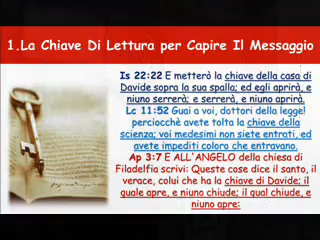 1.La Chiave Di Lettura per Capire Il Messaggio
Is 22:22 E metterò la chiave della casa di
Davide sopra la sua spalla; ed egli aprirà, e
niuno serrerà; e serrerà, e niuno aprirà.
Lc 11:52 Guai a voi, dottori della legge!
perciocchè avete tolta la chiave della
scienza; voi medesimi non siete entrati, ed
avete impediti coloro che entravano.
Ap 3:7 E ALL'ANGELO della chiesa di
Filadelfia scrivi: Queste cose dice il santo, il
verace, colui che ha la chiave di Davide; il
quale apre, e niuno chiude; il qual chiude, e
niuno apre: